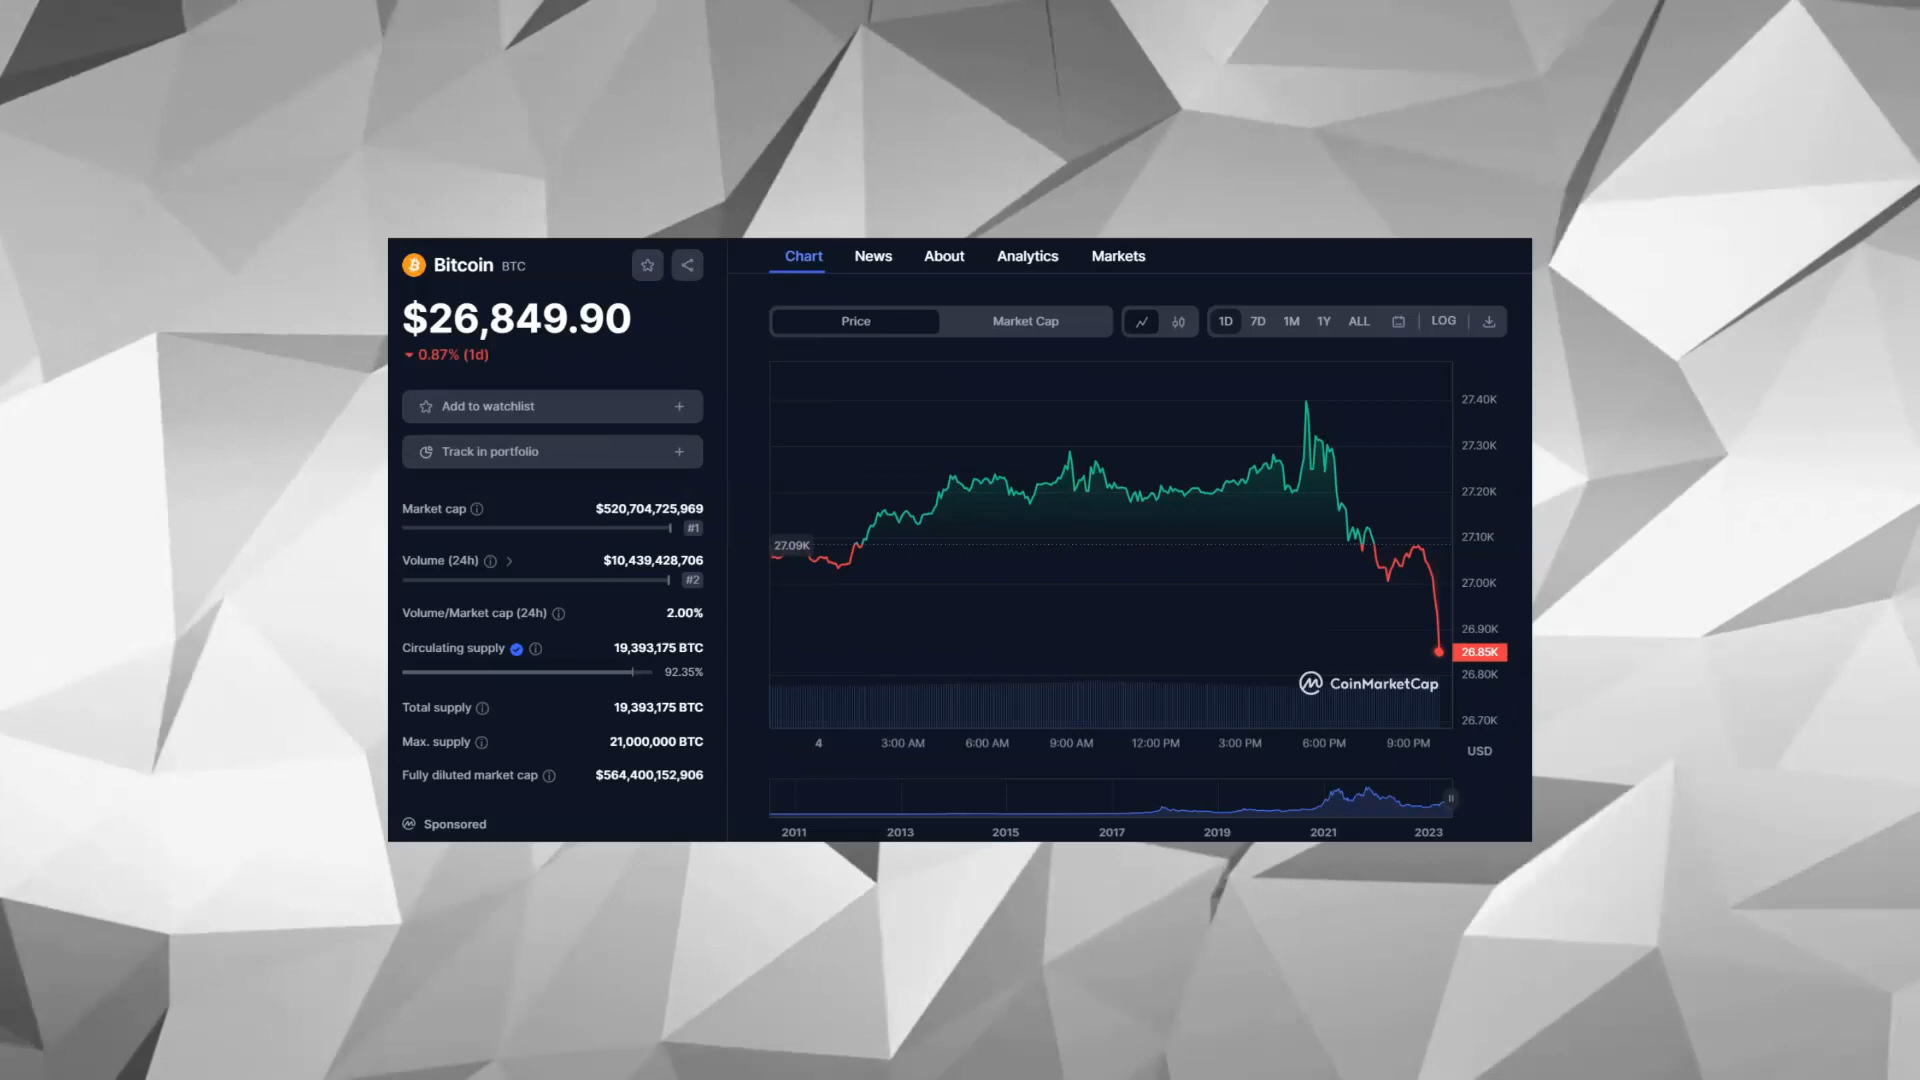 Bitcoin BTC
$26,849.90
0.87% (1d)
Add to watchlist
Track in portfolio
Market cap $520,704,725,969
#1
Volume (24h) $10,439,428,706
#2
Volume/Market cap (24h) 2.00%
Circulating supply 19,393,175 BTC
92.35%
Total supply 19,393,175 BTC
Max. supply 21,000,000 BTC
Fully diluted market cap $564,400,152,906
Sponsored
Chart News About Analytics Markets
Price Market Cap 1D 7D 1M 1Y ALL LOG
27.40K
27.30K
27.20K
27.10K
27.09K
27.00K
26.90K
26.85K
26.80K
CoinMarketCap
26.70K
4 3:00 AM 6:00 AM 9:00 AM 12:00 PM 3:00 PM 6:00 PM 9:00 PM
USD
2011 2013 2015 2017 2019 2021 2023